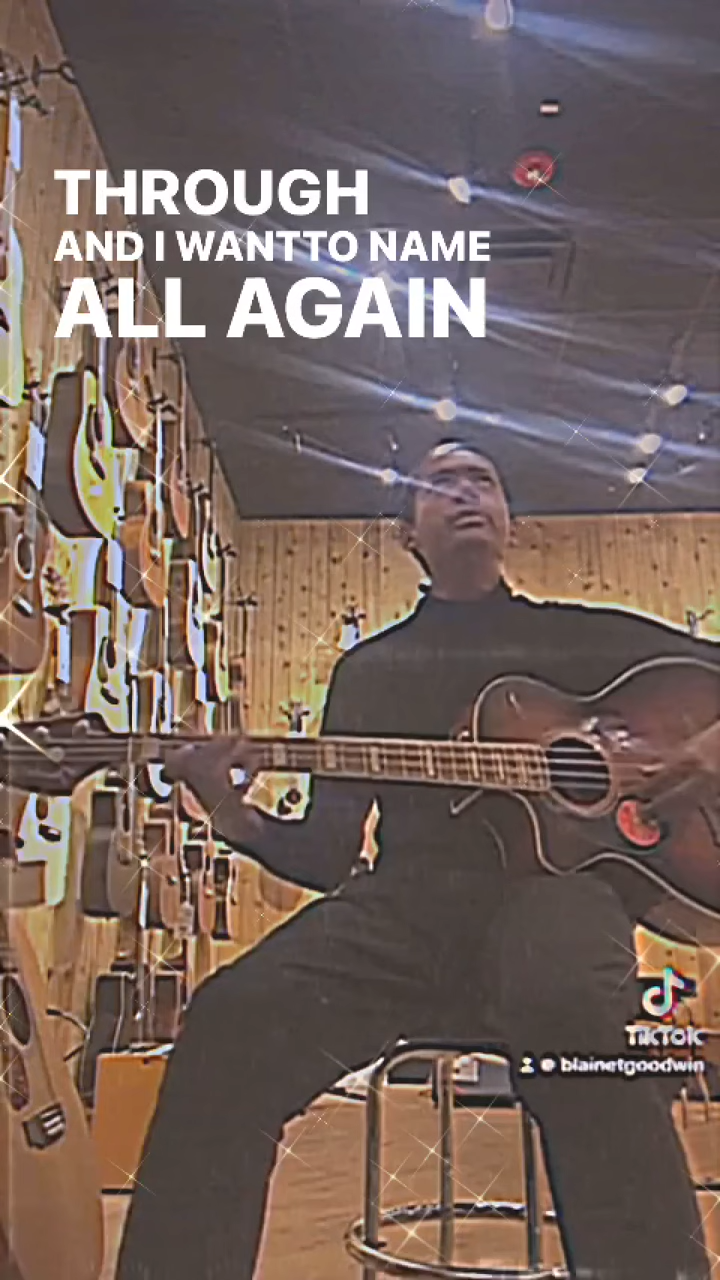 THROUGH
AND I WANTTO NAME
ALL AGAIN
TikTok
@ blainetgoodwin